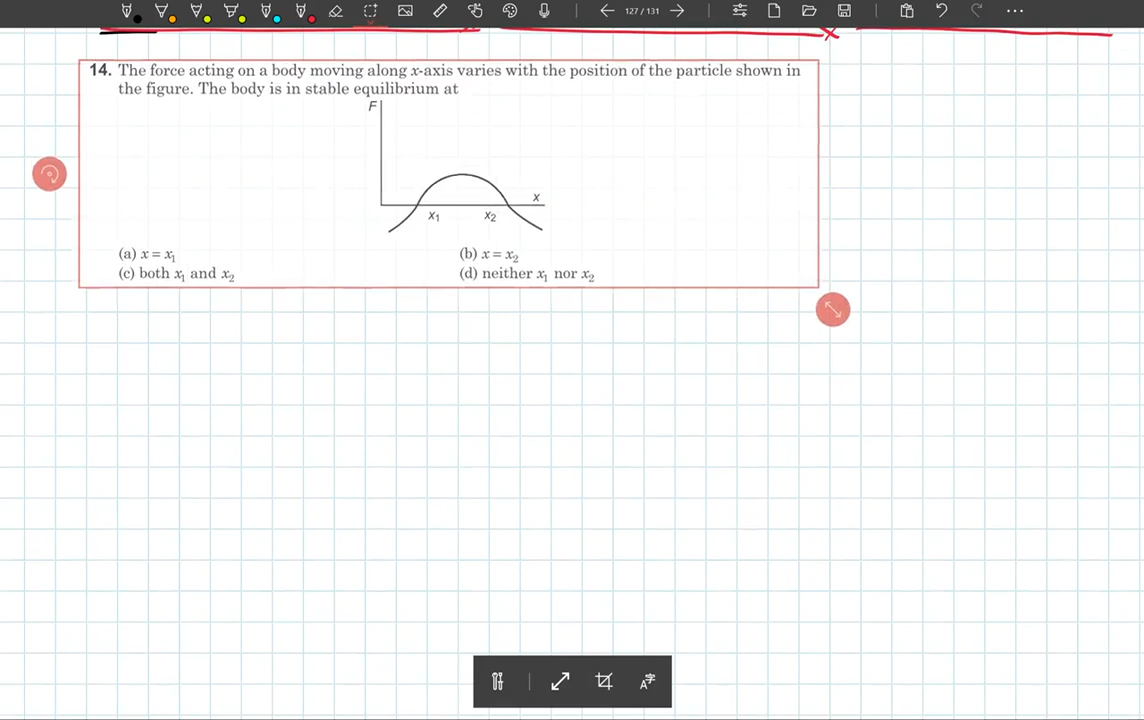 127 / 131
14. The force acting on a body moving along x-axis varies with the position of the particle shown in
the figure. The body is in stable equilibrium at
F
x
x₁ x₂
(a) x = x₁ (b) x = x₂
(c) both x₁ and x₂ (d) neither x₁ nor x₂